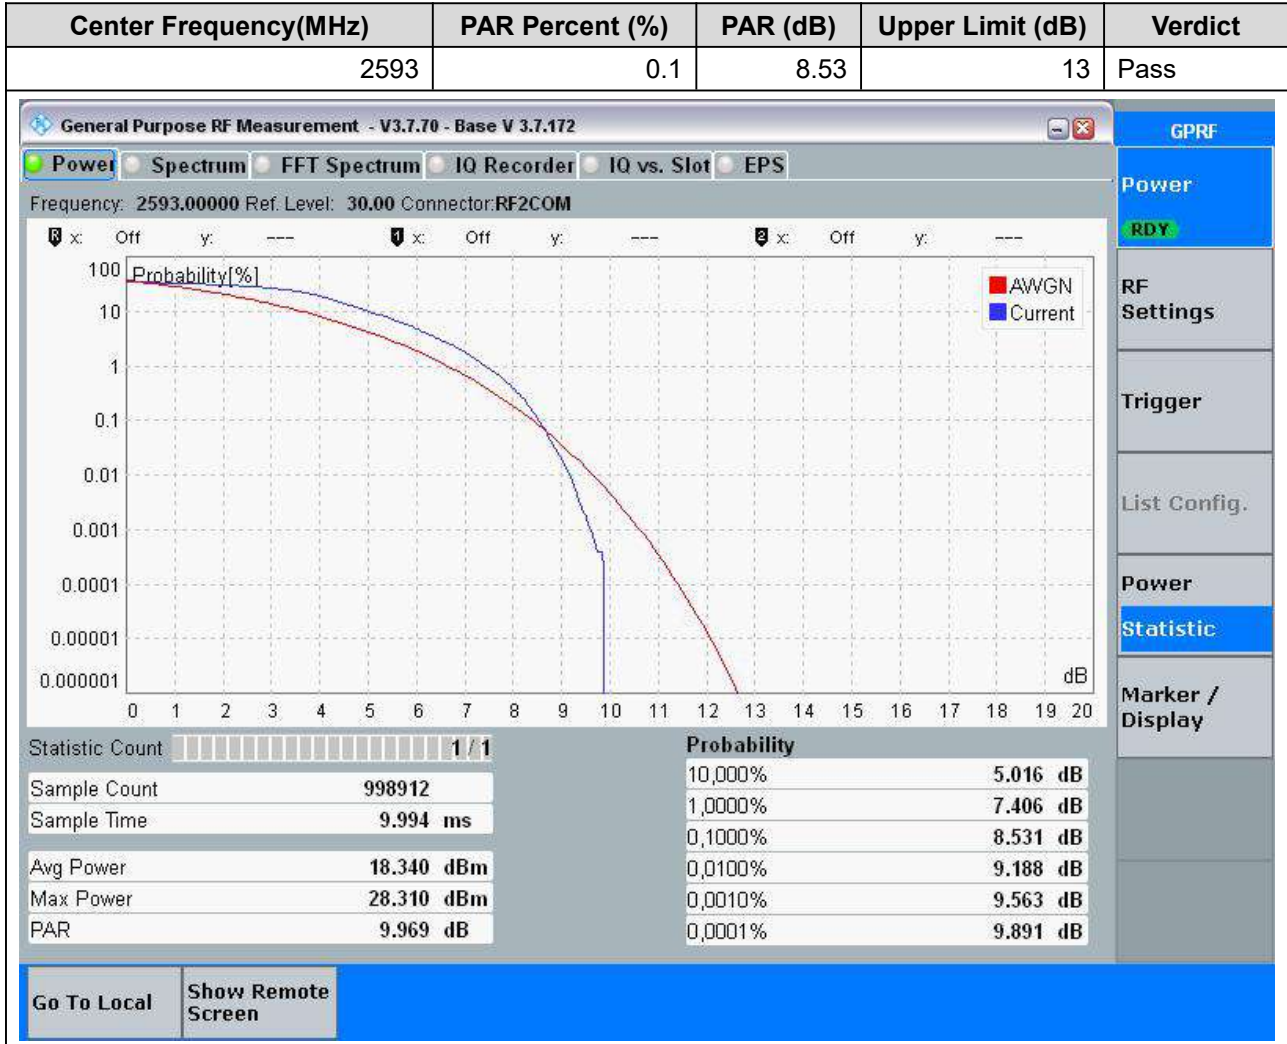 Center Frequency(MHz) PAR Percent (%) PAR (dB) Upper Limit (dB) Verdict
2593 0.1 8.53 13 Pass
General Purpose RF Measurement - V3.7.70 - Base V 3.7.172
GPRF
Power Spectrum FFT Spectrum IQ Recorder IQ vs. Slot EPS
Power
RDY
Frequency: 2593.00000 Ref. Level: 30.00 Connector:RF2COM
R x: Off y: --- 1 x: Off y: --- 2 x: Off y: ---
Probability[%]
AWGN
Current
100
10
1
0.1
0.01
0.001
0.0001
0.00001
0.000001
dB
0 1 2 3 4 5 6 7 8 9 10 11 12 13 14 15 16 17 18 19 20
RF
Settings
Trigger
List Config.
Power
Statistic
Marker /
Display
Statistic Count 1 / 1
Sample Count 998912
Sample Time 9.994 ms
Avg Power 18.340 dBm
Max Power 28.310 dBm
PAR 9.969 dB
Probability
10,000% 5.016 dB
1,0000% 7.406 dB
0,1000% 8.531 dB
0,0100% 9.188 dB
0,0010% 9.563 dB
0,0001% 9.891 dB
Go To Local
Show Remote
Screen